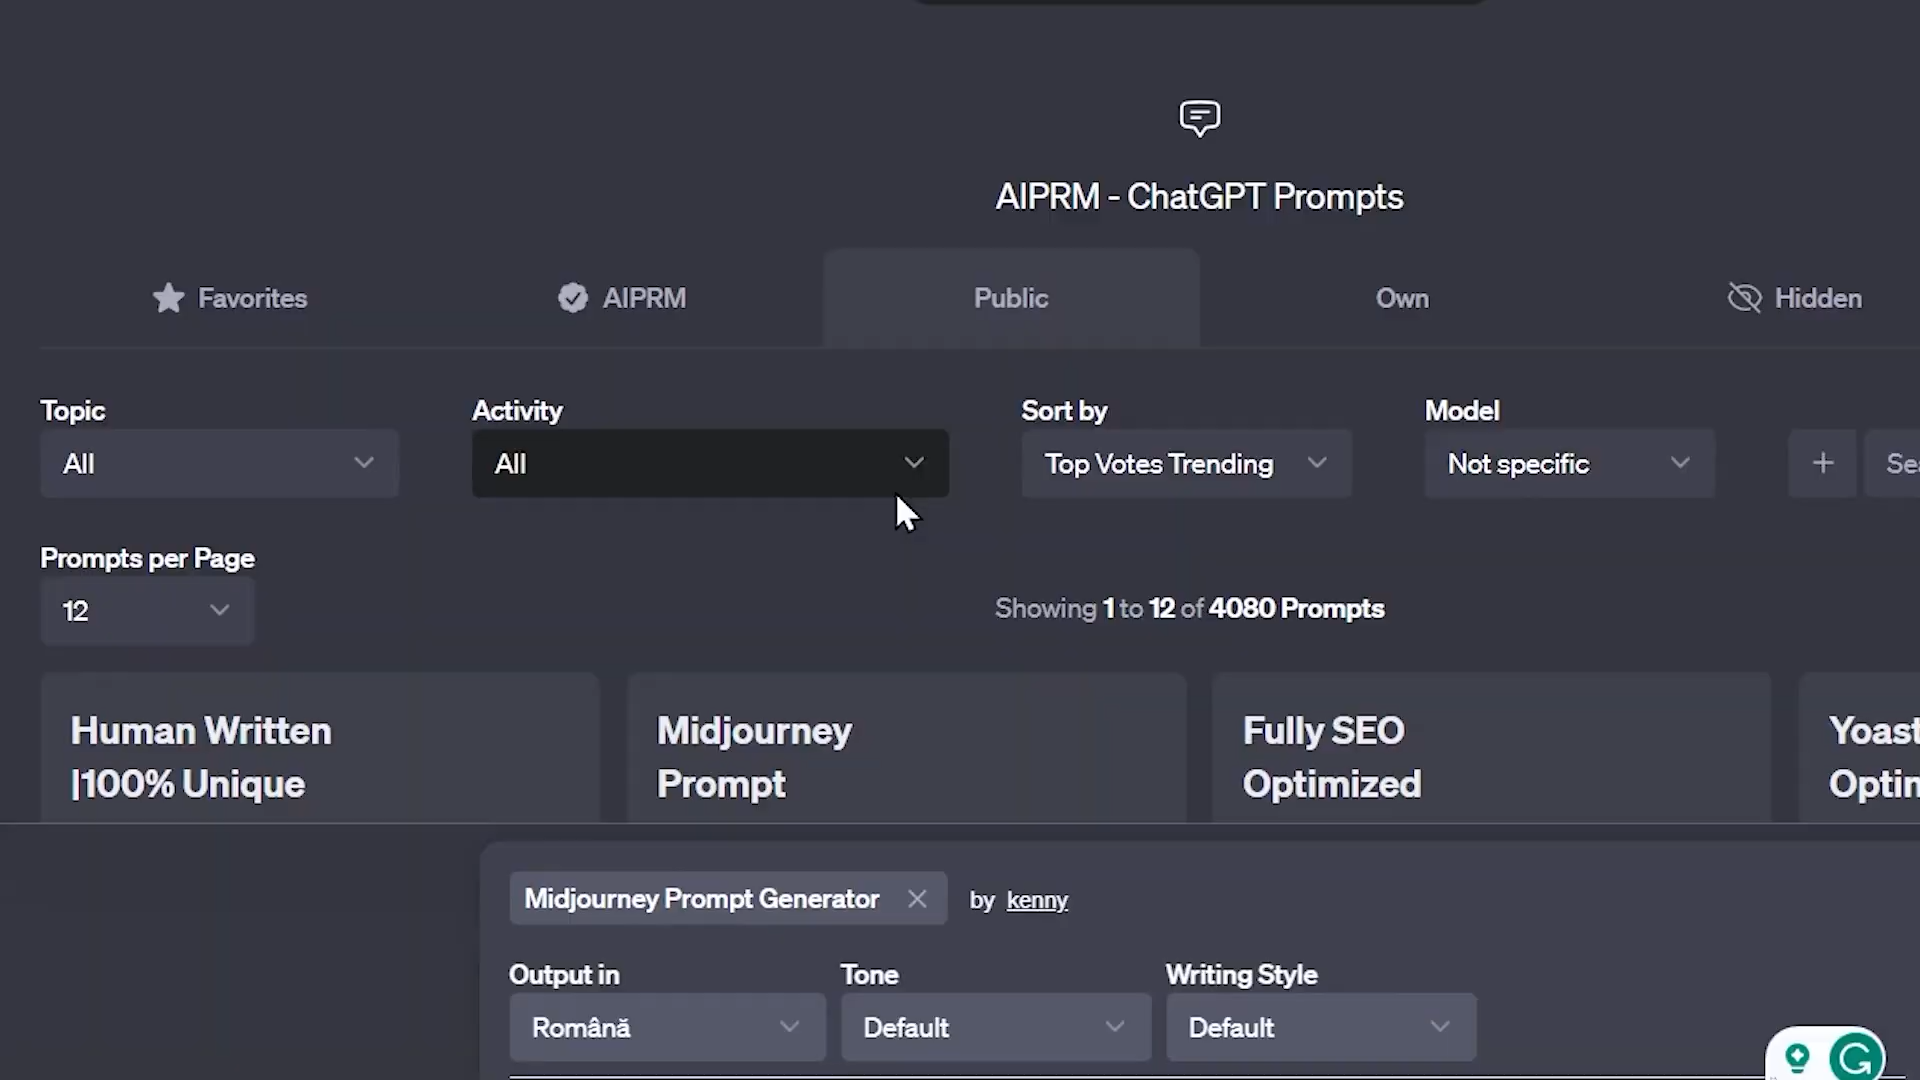 AIPRM - ChatGPT Prompts
Favorites AIPRM Public Own Hidden
Topic Activity Sort by Model
All All Top Votes Trending Not specific + Sea
Prompts per Page
12 Showing 1 to 12 of 4080 Prompts
Human Written Midjourney Fully SEO Yoast
|100% Unique Prompt Optimized Optim
Midjourney Prompt Generator by kenny
Output in Tone Writing Style
Română Default Default